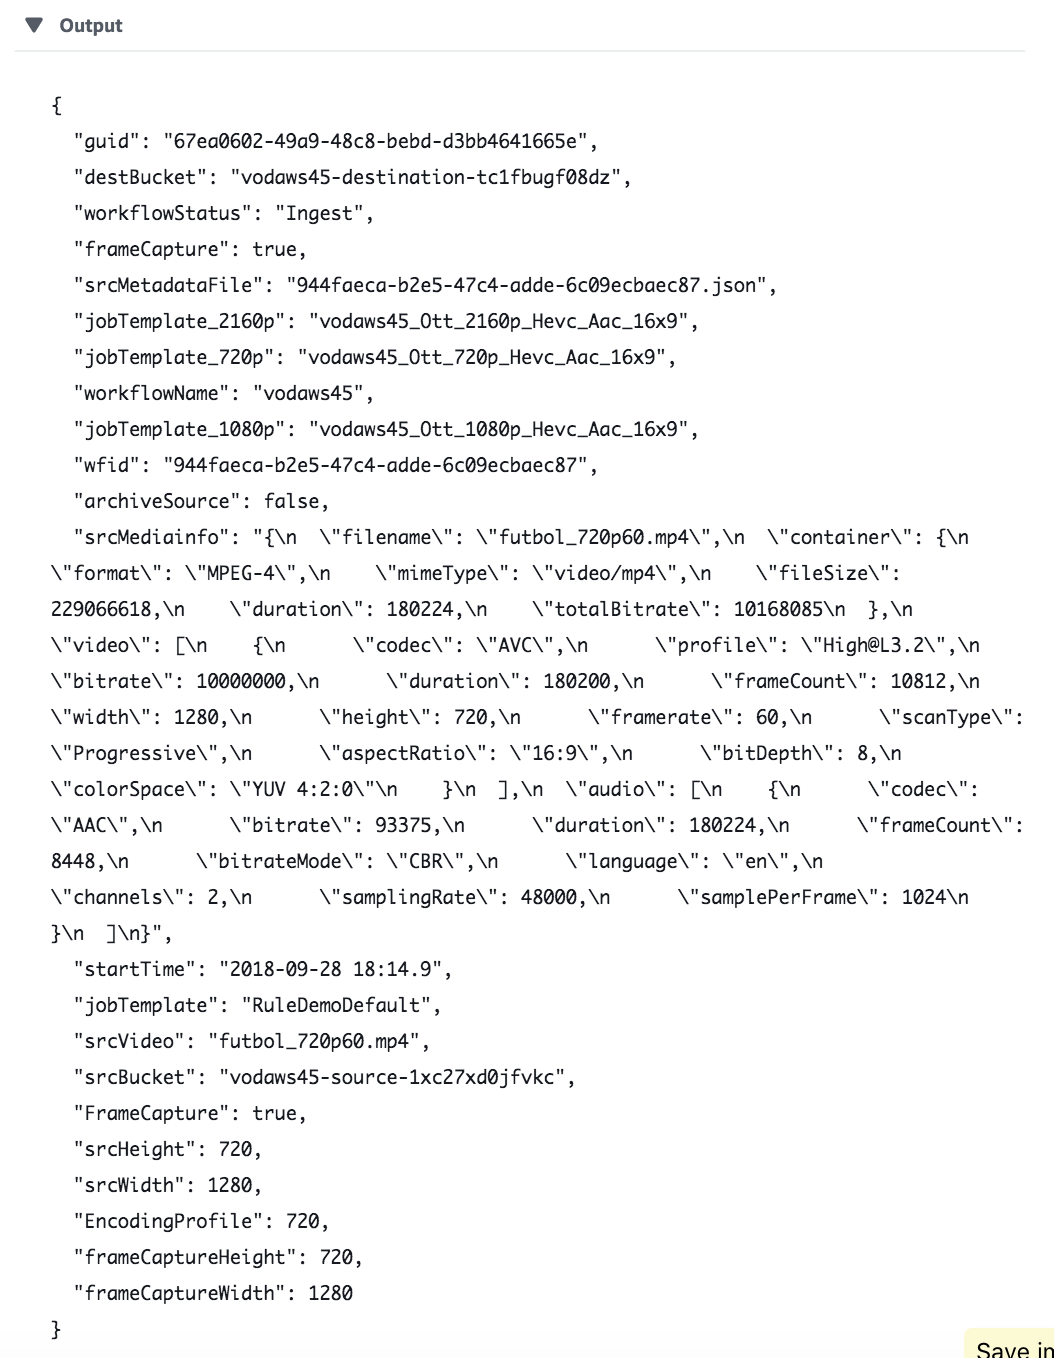 Output
{
"guid": "67ea0602-49a9-48c8-bebd-d3bb4641665e",
"destBucket": "vodaws45-destination-tc1fbugf08dz",
"workflowStatus": "Ingest",
"frameCapture": true,
"srcMetadataFile": "944faeca-b2e5-47c4-adde-6c09ecbaec87.json",
"jobTemplate_2160p": "vodaws45_Ott_2160p_Hevc_Aac_16x9",
"jobTemplate_720p": "vodaws45_Ott_720p_Hevc_Aac_16x9",
"workflowName": "vodaws45",
"jobTemplate_1080p": "vodaws45_Ott_1080p_Hevc_Aac_16x9",
"wfid": "944faeca-b2e5-47c4-adde-6c09ecbaec87",
"archiveSource": false,
"srcMediainfo": "{\n  \"filename\": \"futbol_720p60.mp4\",\n  \"container\": {\n
\"format\": \"MPEG-4\",\n    \"mimeType\": \"video/mp4\",\n    \"fileSize\":
229066618,\n    \"duration\": 180224,\n    \"totalBitrate\": 10168085\n  },\n
\"video\": [\n    {\n      \"codec\": \"AVC\",\n      \"profile\": \"High@L3.2\",\n
\"bitrate\": 10000000,\n      \"duration\": 180200,\n      \"frameCount\": 10812,\n
\"width\": 1280,\n      \"height\": 720,\n      \"framerate\": 60,\n      \"scanType\":
\"Progressive\",\n      \"aspectRatio\": \"16:9\",\n      \"bitDepth\": 8,\n
\"colorSpace\": \"YUV 4:2:0\"\n    }\n  ],\n  \"audio\": [\n    {\n      \"codec\":
\"AAC\",\n      \"bitrate\": 93375,\n      \"duration\": 180224,\n      \"frameCount\":
8448,\n      \"bitrateMode\": \"CBR\",\n      \"language\": \"en\",\n
\"channels\": 2,\n      \"samplingRate\": 48000,\n      \"samplePerFrame\": 1024\n
}\n  ]\n}",
"startTime": "2018-09-28 18:14.9",
"jobTemplate": "RuleDemoDefault",
"srcVideo": "futbol_720p60.mp4",
"srcBucket": "vodaws45-source-1xc27xd0jfvkc",
"FrameCapture": true,
"srcHeight": 720,
"srcWidth": 1280,
"EncodingProfile": 720,
"frameCaptureHeight": 720,
"frameCaptureWidth": 1280
}
Save